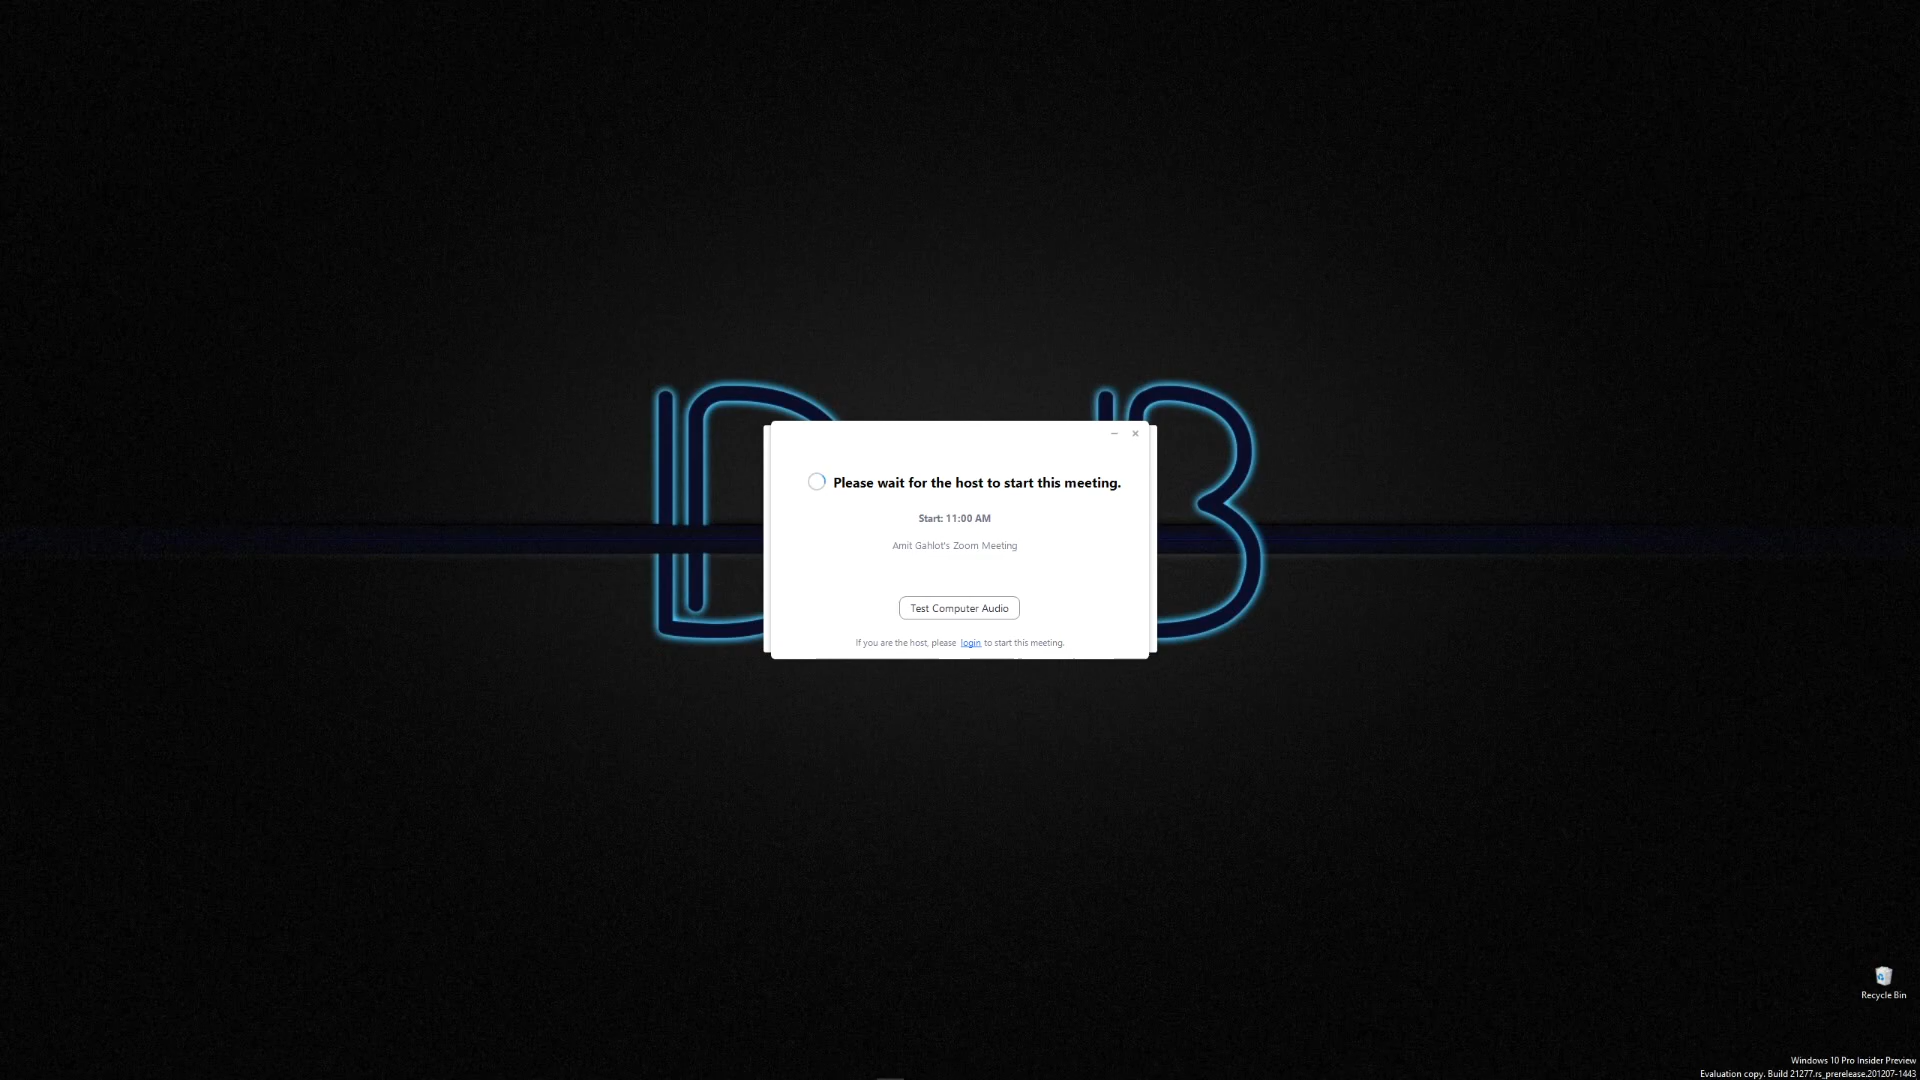 Please wait for the host to start this meeting.
Start: 11:00 AM
Amit Gahlot's Zoom Meeting
Test Computer Audio
If you are the host, please login to start this meeting.
Recycle Bin
Windows 10 Pro Insider Preview
Evaluation copy. Build 21277.rs_prerelease.201207-1443